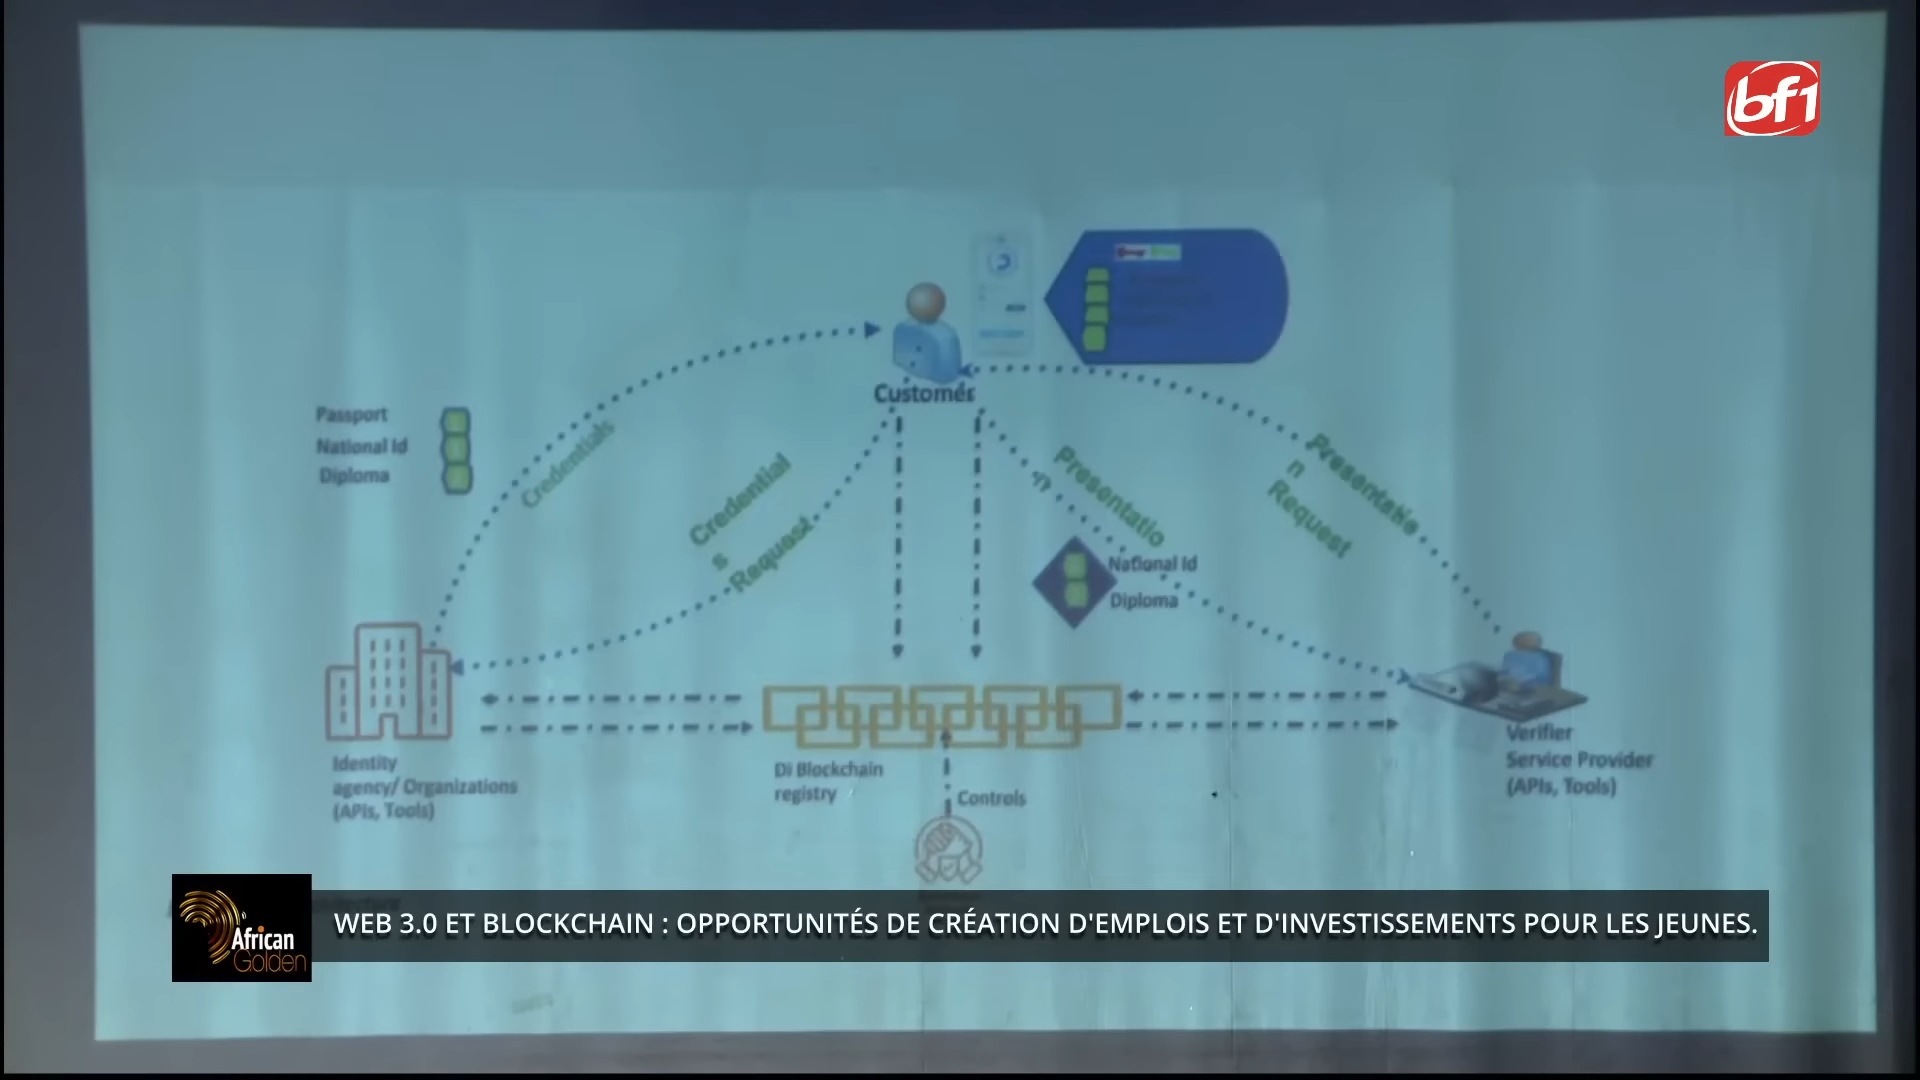 bf1
Customer
Passport
National Id
Diploma
Credentials
Credential
s
Request
Presentatio
n
Presentatio
n
Request
National Id
Diploma
Identity
agency/ Organizations
(APIs, Tools)
Di Blockchain
registry
Controls
Verifier
Service Provider
(APIs, Tools)
African
Golden
WEB 3.0 ET BLOCKCHAIN : OPPORTUNITÉS DE CRÉATION D'EMPLOIS ET D'INVESTISSEMENTS POUR LES JEUNES.